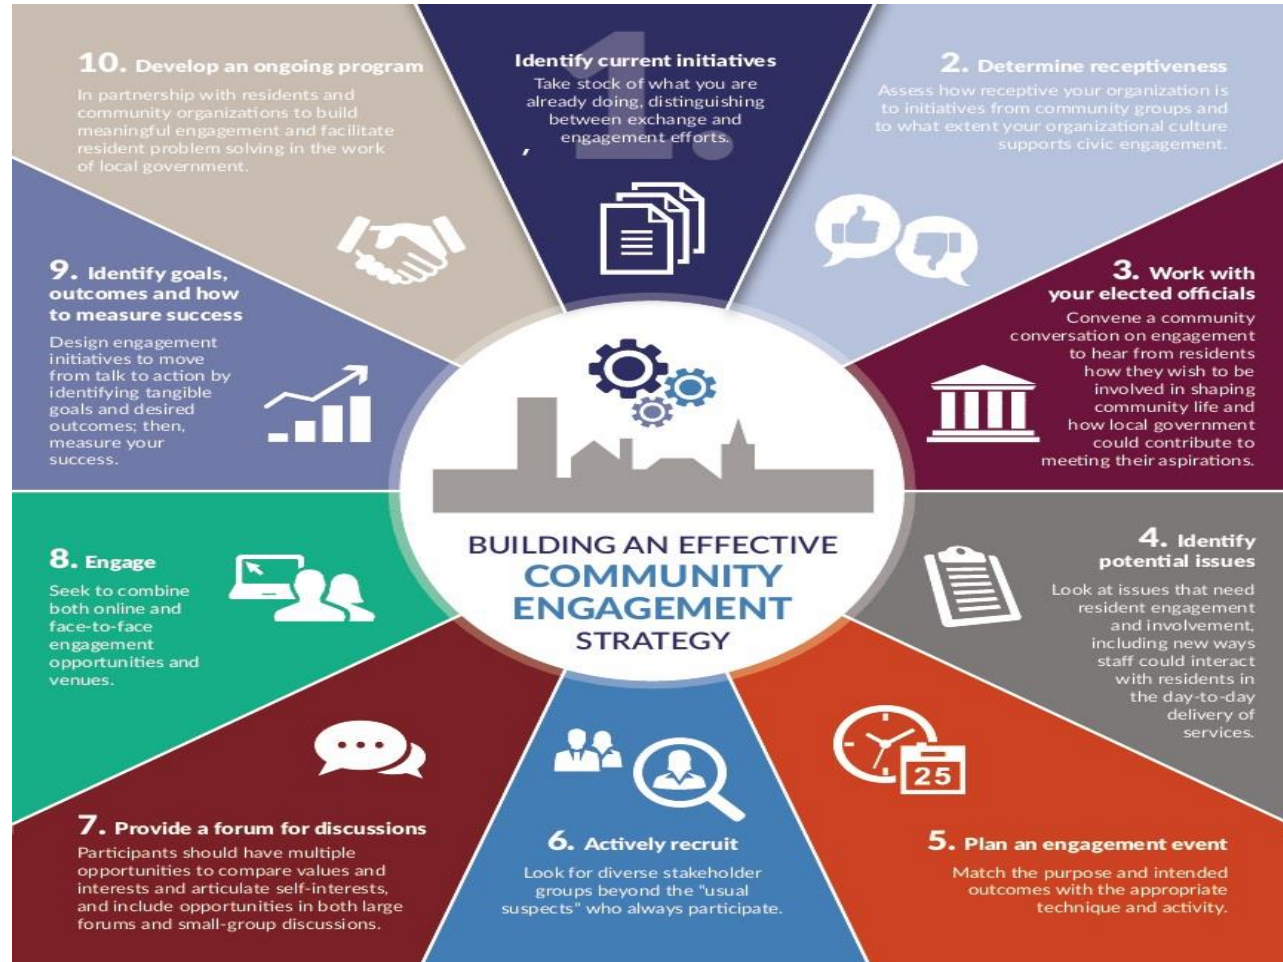 BUILDING AN EFFECTIVE
COMMUNITY
ENGAGEMENT
STRATEGY
1.
Identify current initiatives
Take stock of what you are
already doing, distinguishing
between exchange and
engagement efforts.
,
2. Determine receptiveness
Assess how receptive your organization is
to initiatives from community groups and
to what extent your organizational culture
supports civic engagement.
3. Work with
your elected officials
Convene a community
conversation on engagement
to hear from residents
how they wish to be
involved in shaping
community life and
how local government
could contribute to
meeting their aspirations.
4. Identify
potential issues
Look at issues that need
resident engagement
and involvement,
including new ways
staff could interact
with residents in
the day-to-day
delivery of
services.
25
5. Plan an engagement event
Match the purpose and intended
outcomes with the appropriate
technique and activity.
6. Actively recruit
Look for diverse stakeholder
groups beyond the “usual
suspects” who always participate.
7. Provide a forum for discussions
Participants should have multiple
opportunities to compare values and
interests and articulate self-interests,
and include opportunities in both large
forums and small-group discussions.
8. Engage
Seek to combine
both online and
face-to-face
engagement
opportunities and
venues.
9. Identify goals,
outcomes and how
to measure success
Design engagement
initiatives to move
from talk to action by
identifying tangible
goals and desired
outcomes; then,
measure your
success.
10. Develop an ongoing program
In partnership with residents and
community organizations to build
meaningful engagement and facilitate
resident problem solving in the work
of local government.